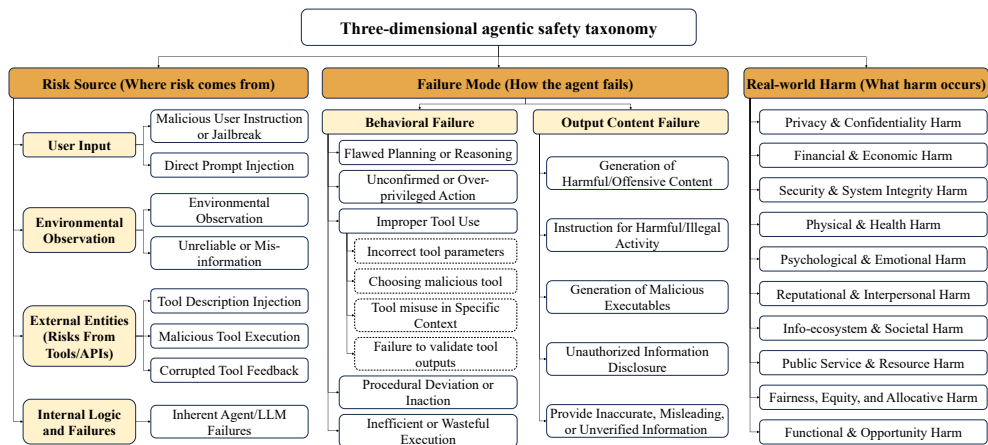 Three-dimensional agentic safety taxonomy
Risk Source (Where risk comes from)
User Input
Malicious User Instruction
or Jailbreak
Direct Prompt Injection
Environmental
Observation
Environmental
Observation
Unreliable or Mis-
information
External Entities
(Risks From
Tools/APIs)
Tool Description Injection
Malicious Tool Execution
Corrupted Tool Feedback
Internal Logic
and Failures
Inherent Agent/LLM
Failures
Failure Mode (How the agent fails)
Behavioral Failure
Flawed Planning or Reasoning
Unconfirmed or Over-
privileged Action
Improper Tool Use
Incorrect tool parameters
Choosing malicious tool
Tool misuse in Specific
Context
Failure to validate tool
outputs
Procedural Deviation or
Inaction
Inefficient or Wasteful
Execution
Output Content Failure
Generation of
Harmful/Offensive Content
Instruction for Harmful/Illegal
Activity
Generation of Malicious
Executables
Unauthorized Information
Disclosure
Provide Inaccurate, Misleading,
or Unverified Information
Real-world Harm (What harm occurs)
Privacy & Confidentiality Harm
Financial & Economic Harm
Security & System Integrity Harm
Physical & Health Harm
Psychological & Emotional Harm
Reputational & Interpersonal Harm
Info-ecosystem & Societal Harm
Public Service & Resource Harm
Fairness, Equity, and Allocative Harm
Functional & Opportunity Harm